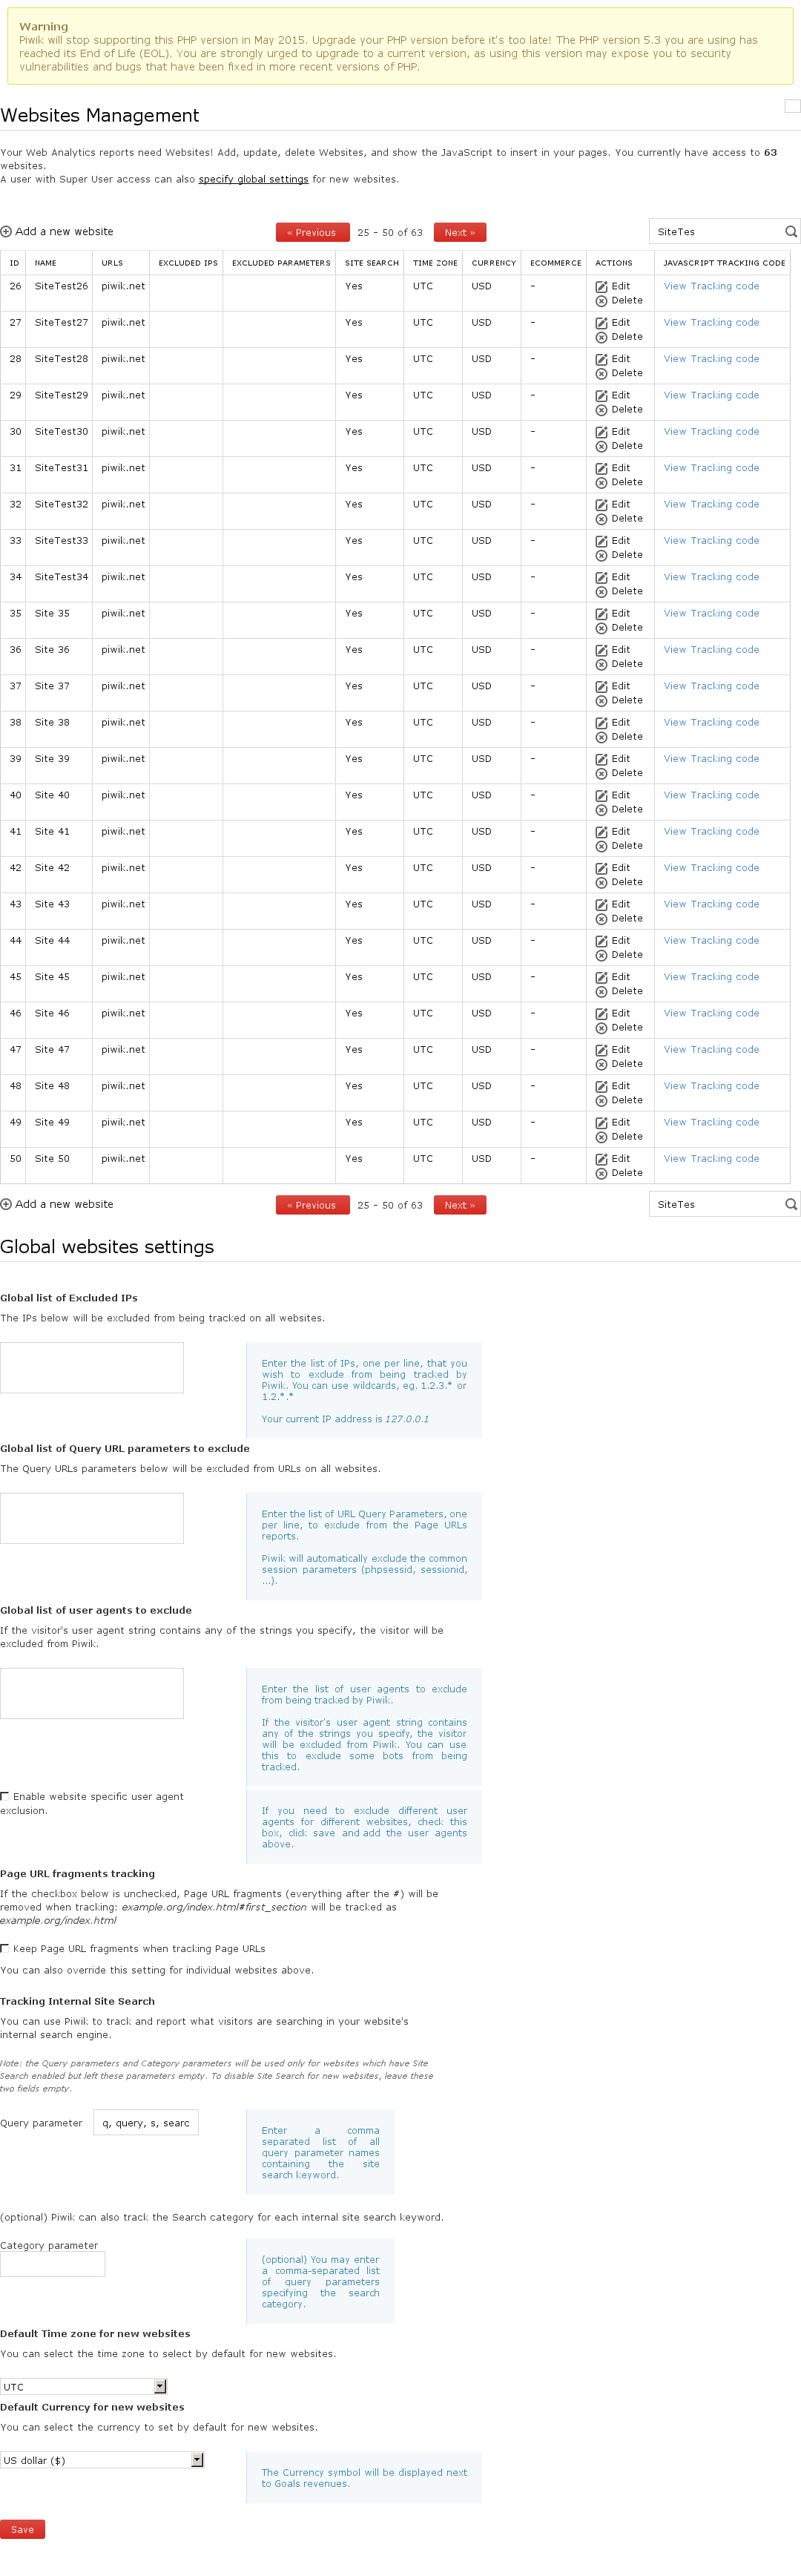 Warning
Piwik will stop supporting this PHP version in May 2015. Upgrade your PHP version before it's too late! The PHP version 5.3 you are using has
reached its End of Life (EOL). You are strongly urged to upgrade to a current version, as using this version may expose you to security
vulnerabilities and bugs that have been fixed in more recent versions of PHP.
Websites Management
Your Web Analytics reports need Websites! Add, update, delete Websites, and show the JavaScript to insert in your pages. You currently have access to 63
websites.
A user with Super User access can also specify global settings for new websites.
Add a new website « Previous 25 - 50 of 63 Next » SiteTes
ID NAME URLS EXCLUDED IPS EXCLUDED PARAMETERS SITE SEARCH TIME ZONE CURRENCY ECOMMERCE ACTIONS JAVASCRIPT TRACKING CODE
26 SiteTest26 piwik.net Yes UTC USD - Edit View Tracking code
Delete
27 SiteTest27 piwik.net Yes UTC USD - Edit View Tracking code
Delete
28 SiteTest28 piwik.net Yes UTC USD - Edit View Tracking code
Delete
29 SiteTest29 piwik.net Yes UTC USD - Edit View Tracking code
Delete
30 SiteTest30 piwik.net Yes UTC USD - Edit View Tracking code
Delete
31 SiteTest31 piwik.net Yes UTC USD - Edit View Tracking code
Delete
32 SiteTest32 piwik.net Yes UTC USD - Edit View Tracking code
Delete
33 SiteTest33 piwik.net Yes UTC USD - Edit View Tracking code
Delete
34 SiteTest34 piwik.net Yes UTC USD - Edit View Tracking code
Delete
35 Site 35 piwik.net Yes UTC USD - Edit View Tracking code
Delete
36 Site 36 piwik.net Yes UTC USD - Edit View Tracking code
Delete
37 Site 37 piwik.net Yes UTC USD - Edit View Tracking code
Delete
38 Site 38 piwik.net Yes UTC USD - Edit View Tracking code
Delete
39 Site 39 piwik.net Yes UTC USD - Edit View Tracking code
Delete
40 Site 40 piwik.net Yes UTC USD - Edit View Tracking code
Delete
41 Site 41 piwik.net Yes UTC USD - Edit View Tracking code
Delete
42 Site 42 piwik.net Yes UTC USD - Edit View Tracking code
Delete
43 Site 43 piwik.net Yes UTC USD - Edit View Tracking code
Delete
44 Site 44 piwik.net Yes UTC USD - Edit View Tracking code
Delete
45 Site 45 piwik.net Yes UTC USD - Edit View Tracking code
Delete
46 Site 46 piwik.net Yes UTC USD - Edit View Tracking code
Delete
47 Site 47 piwik.net Yes UTC USD - Edit View Tracking code
Delete
48 Site 48 piwik.net Yes UTC USD - Edit View Tracking code
Delete
49 Site 49 piwik.net Yes UTC USD - Edit View Tracking code
Delete
50 Site 50 piwik.net Yes UTC USD - Edit View Tracking code
Delete
Add a new website « Previous 25 - 50 of 63 Next » SiteTes
Global websites settings
Global list of Excluded IPs
The IPs below will be excluded from being tracked on all websites.
Enter the list of IPs, one per line, that you
wish to exclude from being tracked by
Piwik. You can use wildcards, eg. 1.2.3.* or
1.2.*.*
Your current IP address is 127.0.0.1
Global list of Query URL parameters to exclude
The Query URLs parameters below will be excluded from URLs on all websites.
Enter the list of URL Query Parameters, one
per line, to exclude from the Page URLs
reports.
Piwik will automatically exclude the common
session parameters (phpsessid, sessionid,
...).
Global list of user agents to exclude
If the visitor's user agent string contains any of the strings you specify, the visitor will be
excluded from Piwik.
Enter the list of user agents to exclude
from being tracked by Piwik.
If the visitor's user agent string contains
any of the strings you specify, the visitor
will be excluded from Piwik. You can use
this to exclude some bots from being
tracked.
Enable website specific user agent
exclusion.
If you need to exclude different user
agents for different websites, check this
box, click save and add the user agents
above.
Page URL fragments tracking
If the checkbox below is unchecked, Page URL fragments (everything after the #) will be
removed when tracking: example.org/index.html#first_section will be tracked as
example.org/index.html
Keep Page URL fragments when tracking Page URLs
You can also override this setting for individual websites above.
Tracking Internal Site Search
You can use Piwik to track and report what visitors are searching in your website's
internal search engine.
Note: the Query parameters and Category parameters will be used only for websites which have Site
Search enabled but left these parameters empty. To disable Site Search for new websites, leave these
two fields empty.
Query parameter q, query, s, searc
Enter a comma
separated list of all
query parameter names
containing the site
search keyword.
(optional) Piwik can also track the Search category for each internal site search keyword.
Category parameter
(optional) You may enter
a comma-separated list
of query parameters
specifying the search
category.
Default Time zone for new websites
You can select the time zone to select by default for new websites.
UTC
Default Currency for new websites
You can select the currency to set by default for new websites.
US dollar ($)
The Currency symbol will be displayed next
to Goals revenues.
Save